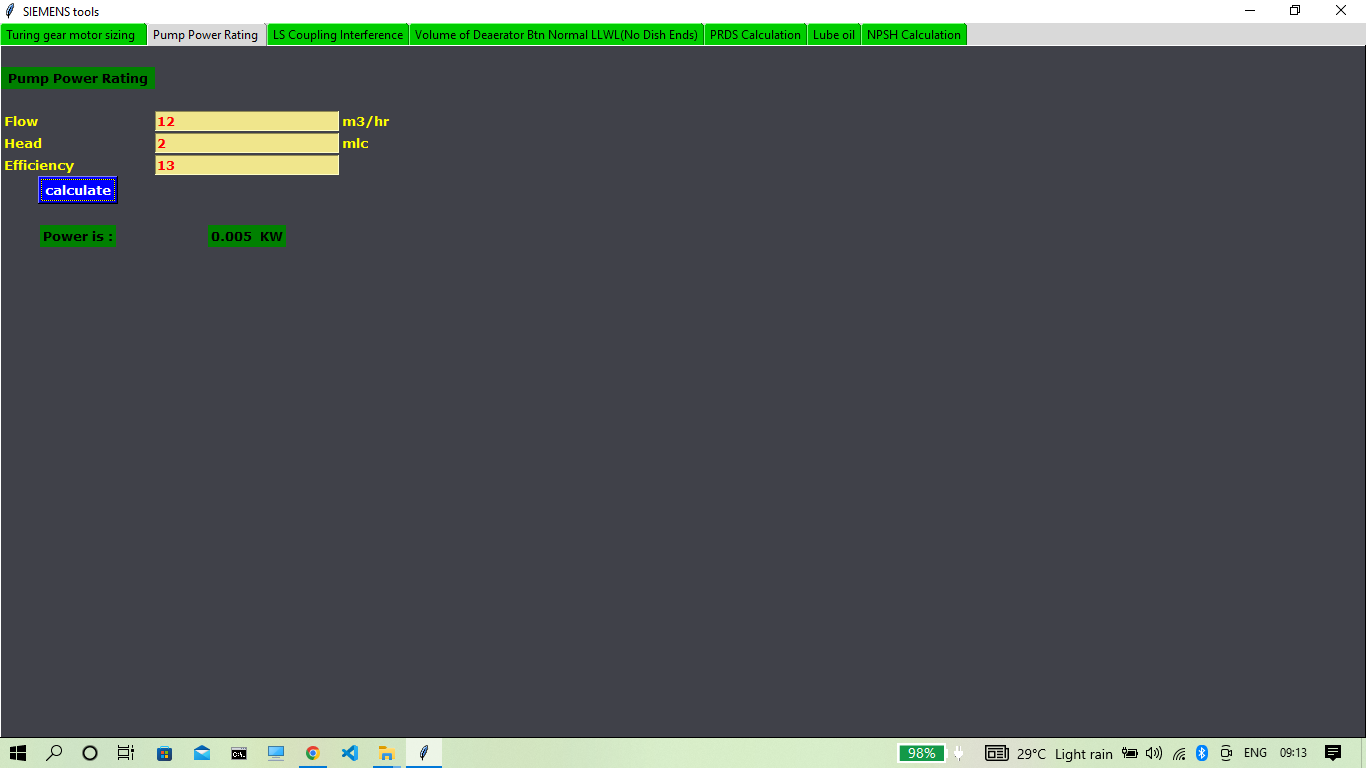 SIEMENS tools
Turing gear motor sizing Pump Power Rating LS Coupling Interference Volume of Deaerator Btn Normal LLWL(No Dish Ends) PRDS Calculation Lube oil NPSH Calculation
Pump Power Rating
Flow 12 m3/hr
Head 2 mlc
Efficiency 13
calculate
Power is : 0.005 KW
98% 29°C Light rain ENG 09:13